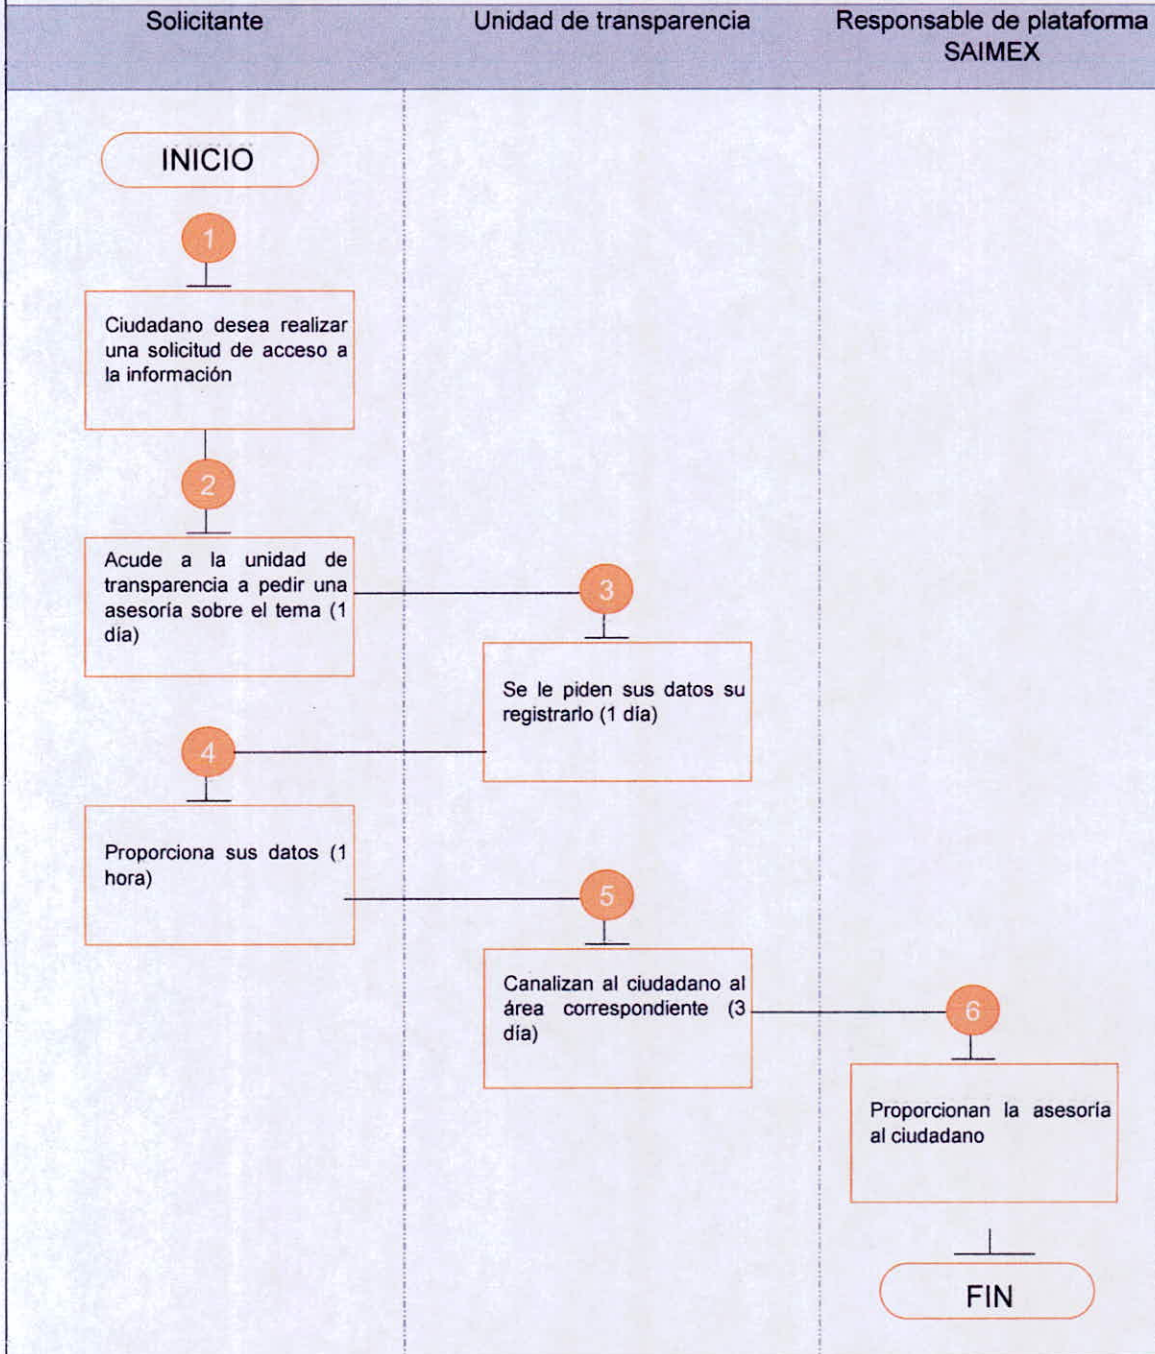 Solicitante
Unidad de transparencia
Responsable de plataforma
SAIMEX
INICIO
1
Ciudadano desea realizar
una solicitud de acceso a
la información
2
Acude a la unidad de
transparencia a pedir una
asesoría sobre el tema (1
día)
3
Se le piden sus datos su
registrarlo (1 día)
4
Proporciona sus datos (1
hora)
5
Canalizan al ciudadano al
área correspondiente (3
día)
6
Proporcionan la asesoría
al ciudadano
FIN